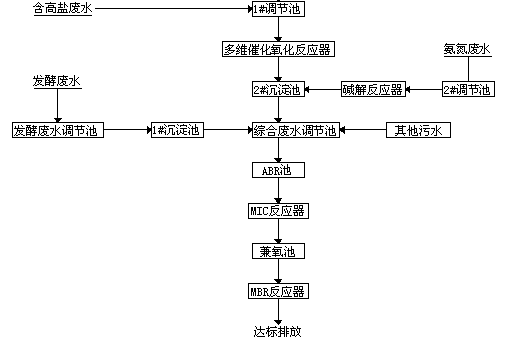 含高盐废水
1#调节池
多维催化氧化反应器
氨氮废水
发酵废水
2#沉淀池
碱解反应器
2#调节池
发酵废水调节池
1#沉淀池
综合废水调节池
其他污水
ABR池
MIC反应器
兼氧池
MBR反应器
达标排放